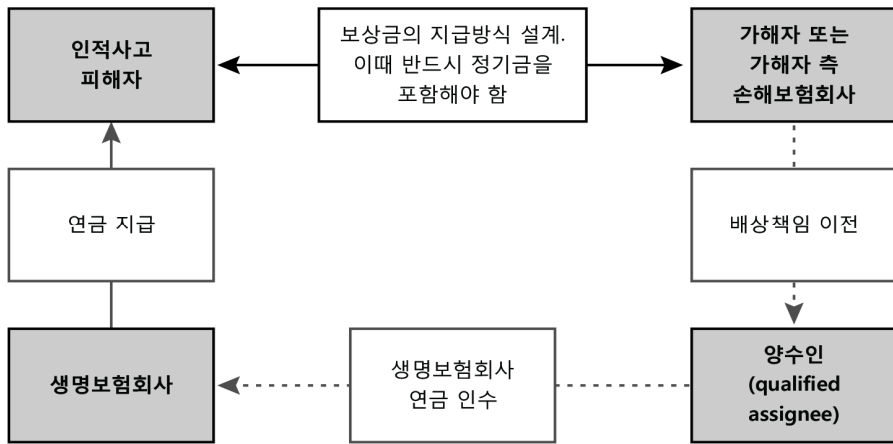 인적사고
피해자
보상금의 지급방식 설계.
이때 반드시 정기금을
포함해야 함
가해자 또는
가해자 측
손해보험회사
연금 지급
배상책임 이전
생명보험회사
생명보험회사
연금 인수
양수인
(qualified
assignee)